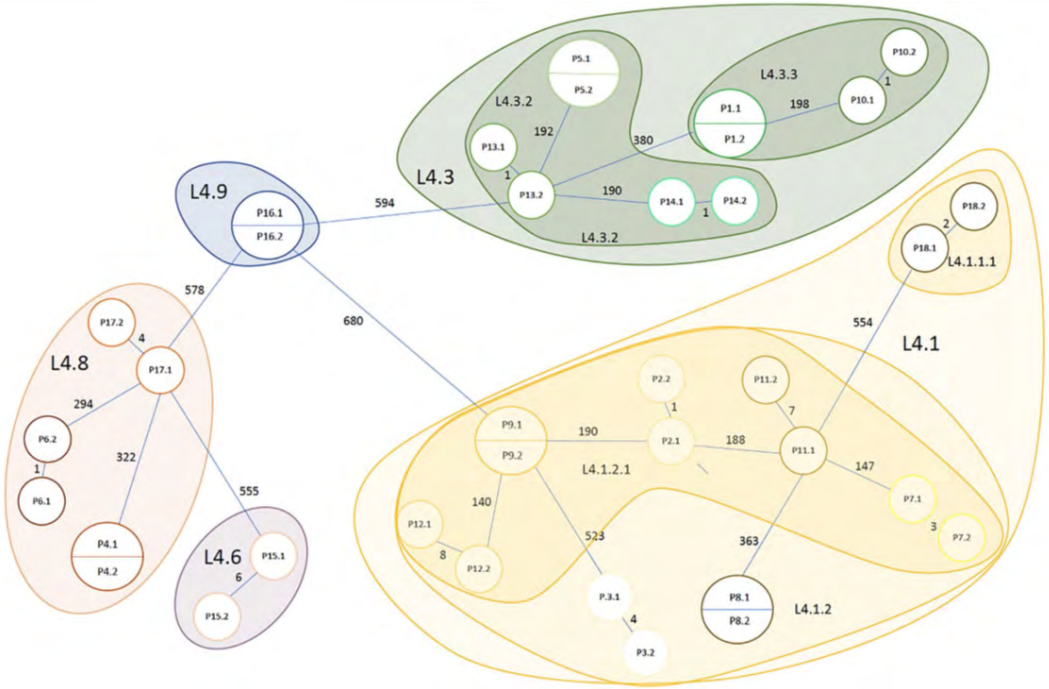 P5.1
P5.2
L4.3.2
192
P13.1
1
P13.2
190
P14.1
1
P14.2
L4.3.2
380
L4.3.3
P1.1
P1.2
198
P10.1
1
P10.2
L4.3
L4.9
P16.1
P16.2
594
578
680
L4.8
P17.2
4
P17.1
294
P6.2
1
P6.1
322
P4.1
P4.2
555
L4.6
P15.1
6
P15.2
P18.2
2
P18.1
L4.1.1.1
554
L4.1
P2.2
1
P2.1
P11.2
7
P11.1
P9.1
P9.2
190
188
L4.1.2.1
147
P7.1
3
P7.2
140
P12.1
8
P12.2
523
363
P.3.1
4
P3.2
P8.1
P8.2
L4.1.2